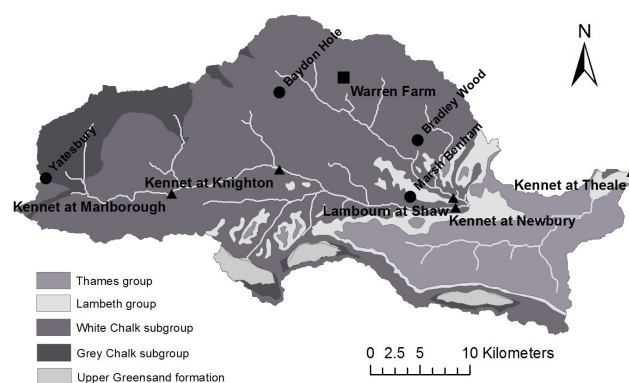 N
Baydon Hole
Warren Farm
Bradley Wood
Yatesbury
Marsh Benham
Kennet at Knighton
Kennet at Theale
Kennet at Marlborough
Lambourn at Shaw
Kennet at Newbury
Thames group
Lambeth group
White Chalk subgroup
Grey Chalk subgroup
Upper Greensand formation
0 2.5 5 10 Kilometers